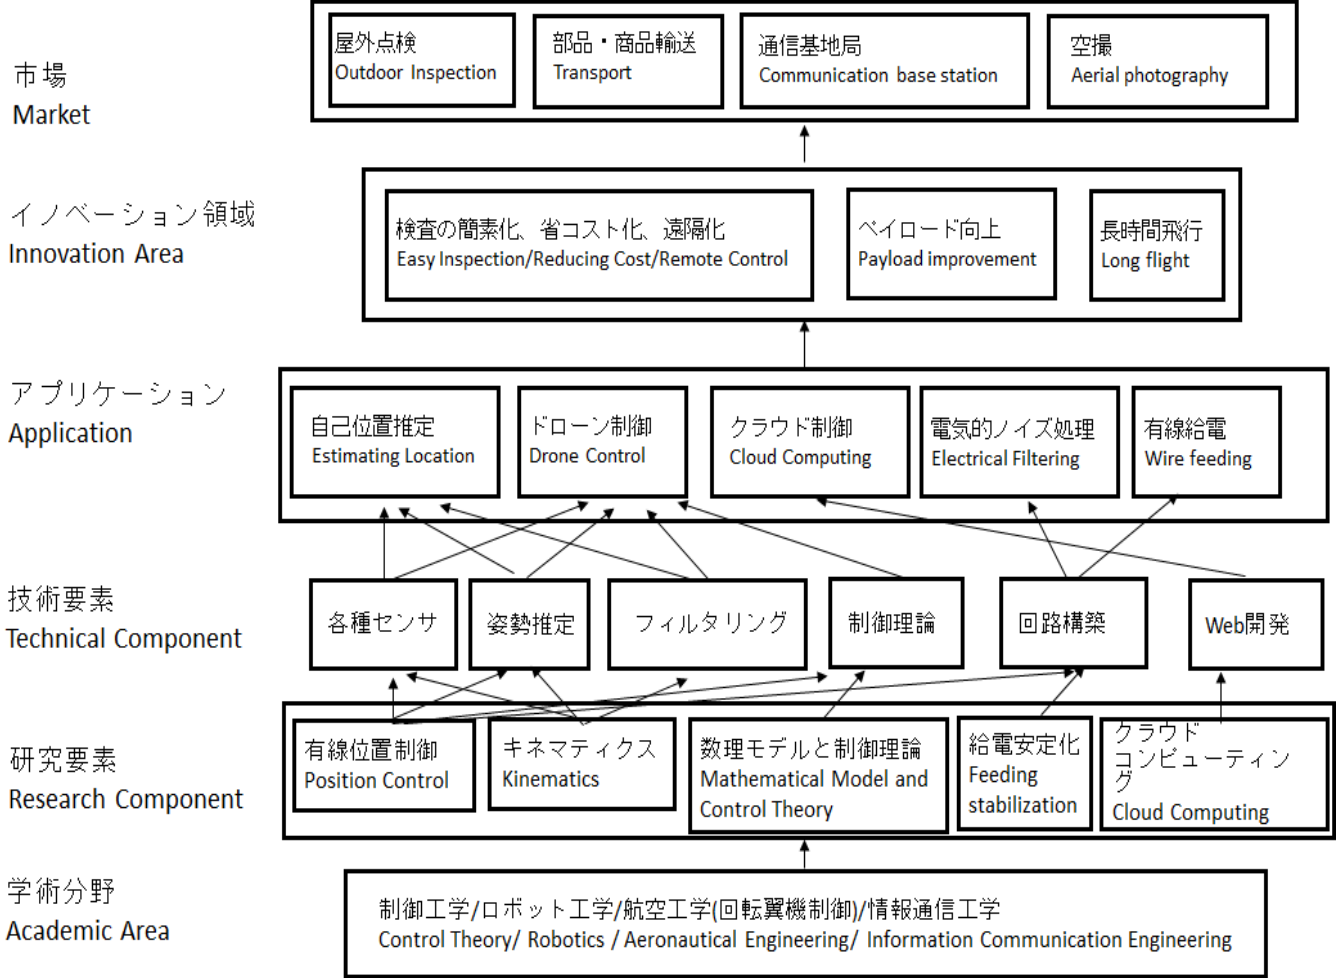 市場
Market
屋外点検
Outdoor Inspection
部品・商品輸送
Transport
通信基地局
Communication base station
空撮
Aerial photography
イノベーション領域
Innovation Area
検査の簡素化、省コスト化、遠隔化
Easy Inspection/Reducing Cost/Remote Control
ペイロード向上
Payload improvement
長時間飛行
Long flight
アプリケーション
Application
自己位置推定
Estimating Location
ドローン制御
Drone Control
クラウド制御
Cloud Computing
電気的ノイズ処理
Electrical Filtering
有線給電
Wire feeding
技術要素
Technical Component
各種センサ
姿勢推定
フィルタリング
制御理論
回路構築
Web開発
研究要素
Research Component
有線位置制御
Position Control
キネマティクス
Kinematics
数理モデルと制御理論
Mathematical Model and
Control Theory
給電安定化
Feeding
stabilization
クラウド
コンピューティン
グ
Cloud Computing
学術分野
Academic Area
制御工学/ロボット工学/航空工学(回転翼機制御)/情報通信工学
Control Theory/ Robotics / Aeronautical Engineering/ Information Communication Engineering